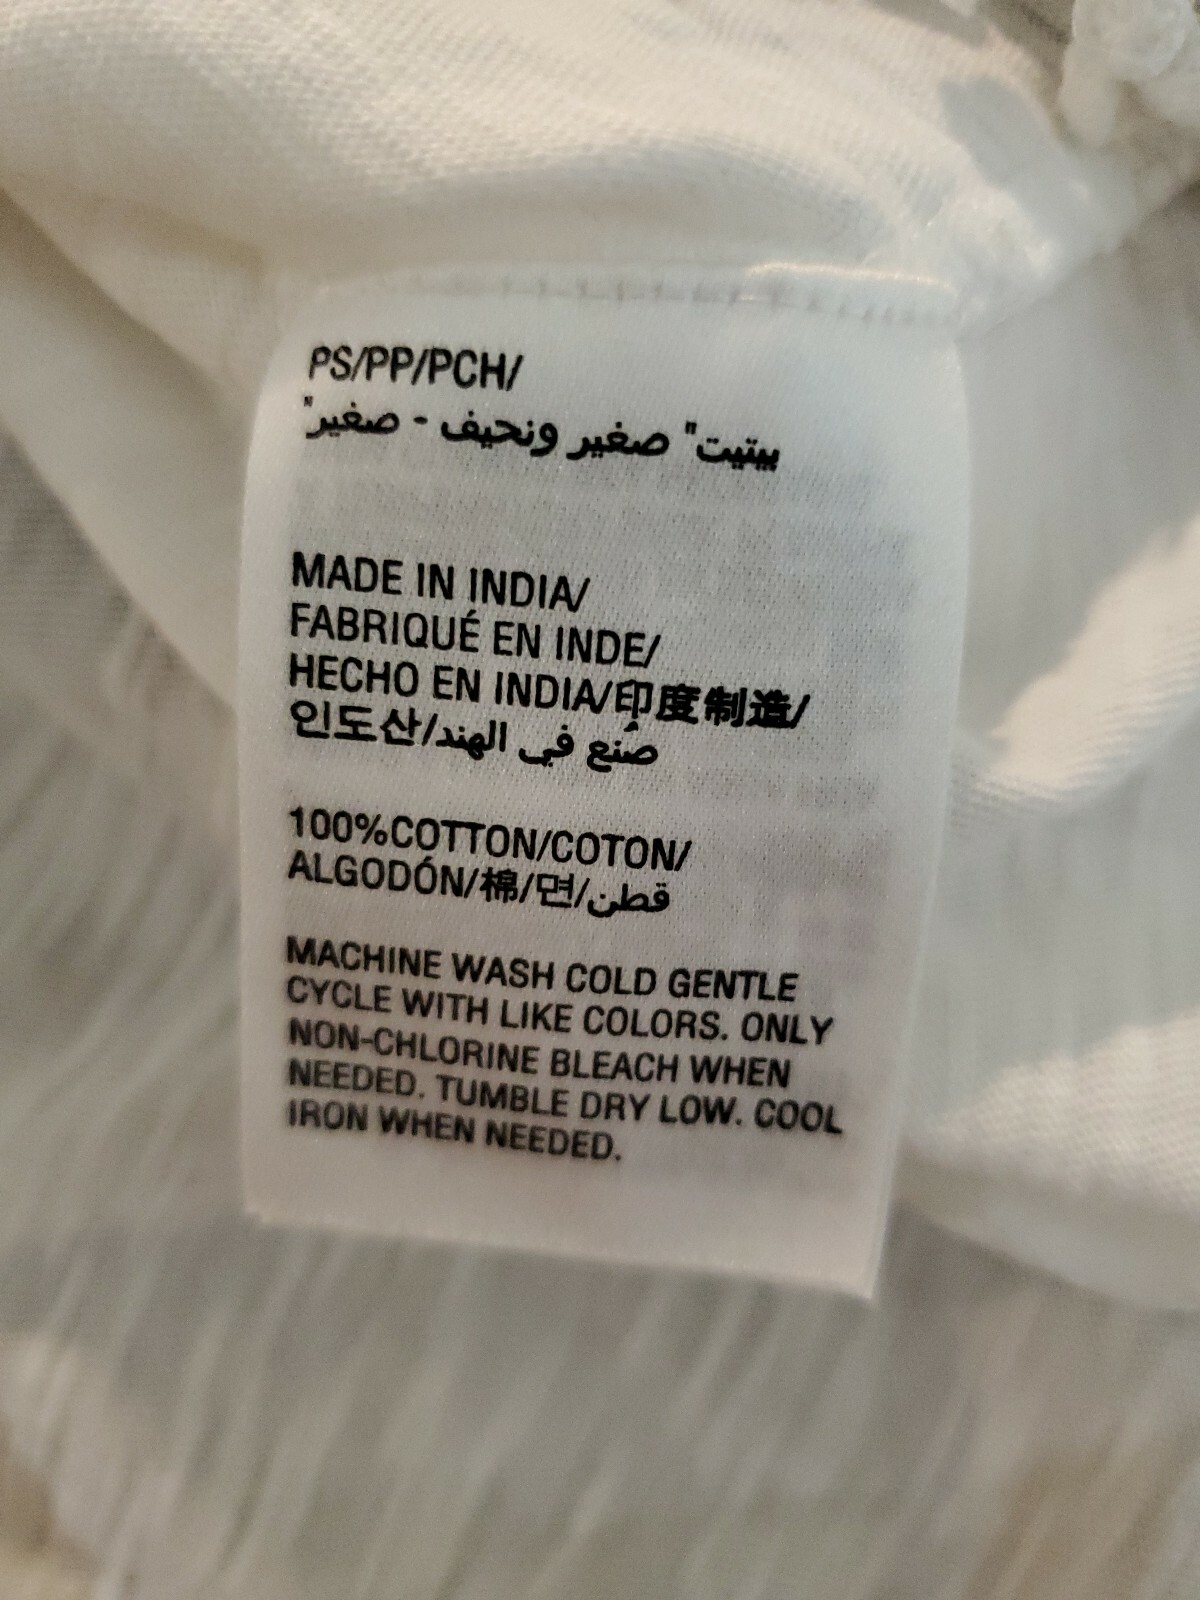 PS/PP/PCH/
بيتيت" صغير ونحيف - صغير"
MADE IN INDIA/
FABRIQUÉ EN INDE/
HECHO EN INDIA/印度制造/
인도산/صُنع في الهند
100%COTTON/COTON/
ALGODÓN/棉/면/قطن
MACHINE WASH COLD GENTLE
CYCLE WITH LIKE COLORS. ONLY
NON-CHLORINE BLEACH WHEN
NEEDED. TUMBLE DRY LOW. COOL
IRON WHEN NEEDED.